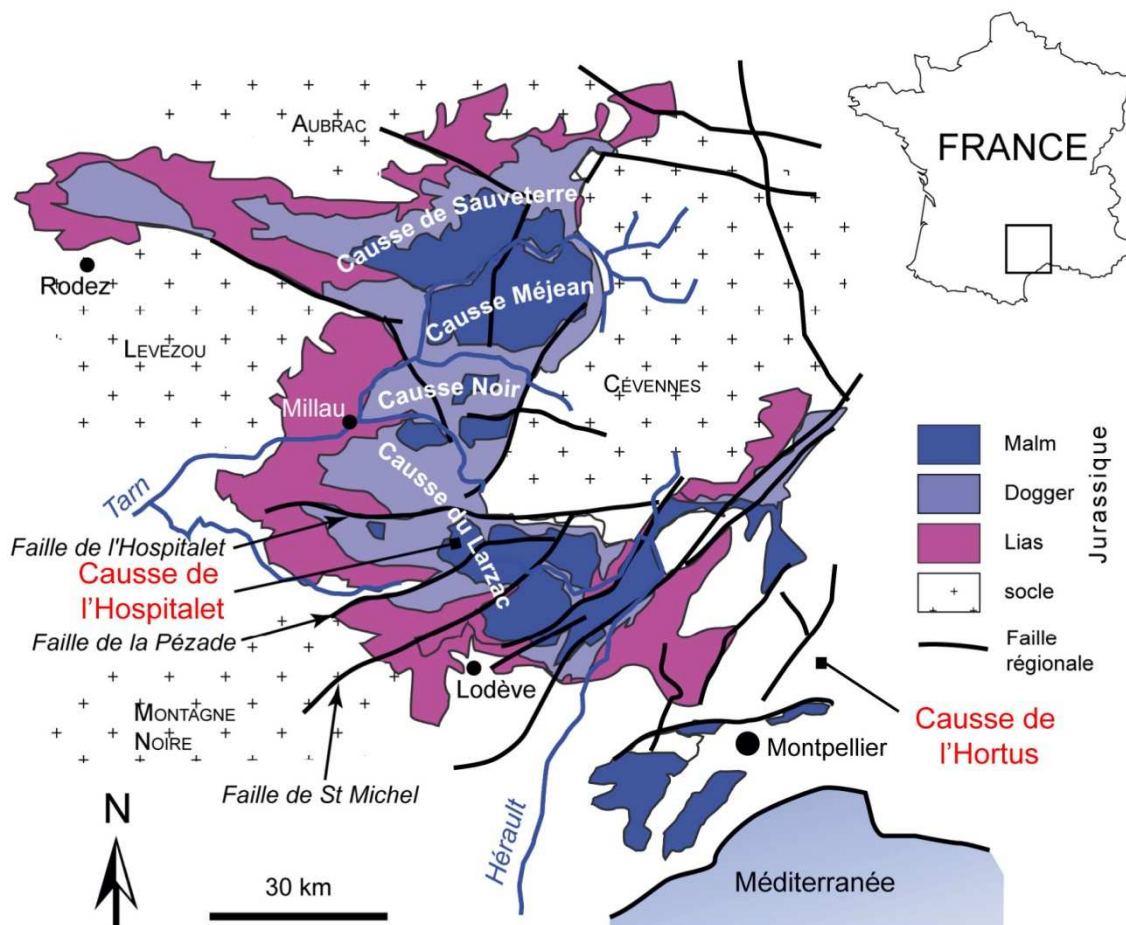 AUBRAC
FRANCE
Causse de Sauveterre
Rodez
Causse Méjean
LEVEZOU
Causse Noir
CÉVENNES
Millau
Malm
Dogger
Lias
socle
Faille
régionale
Jurassique
Tarn
Causse du Larzac
Faille de l'Hospitalet
Causse de
l'Hospitalet
Faille de la Pézade
Lodève
MONTAGNE
NOIRE
Causse de
l'Hortus
Montpellier
Faille de St Michel
N
Hérault
30 km
Méditerranée